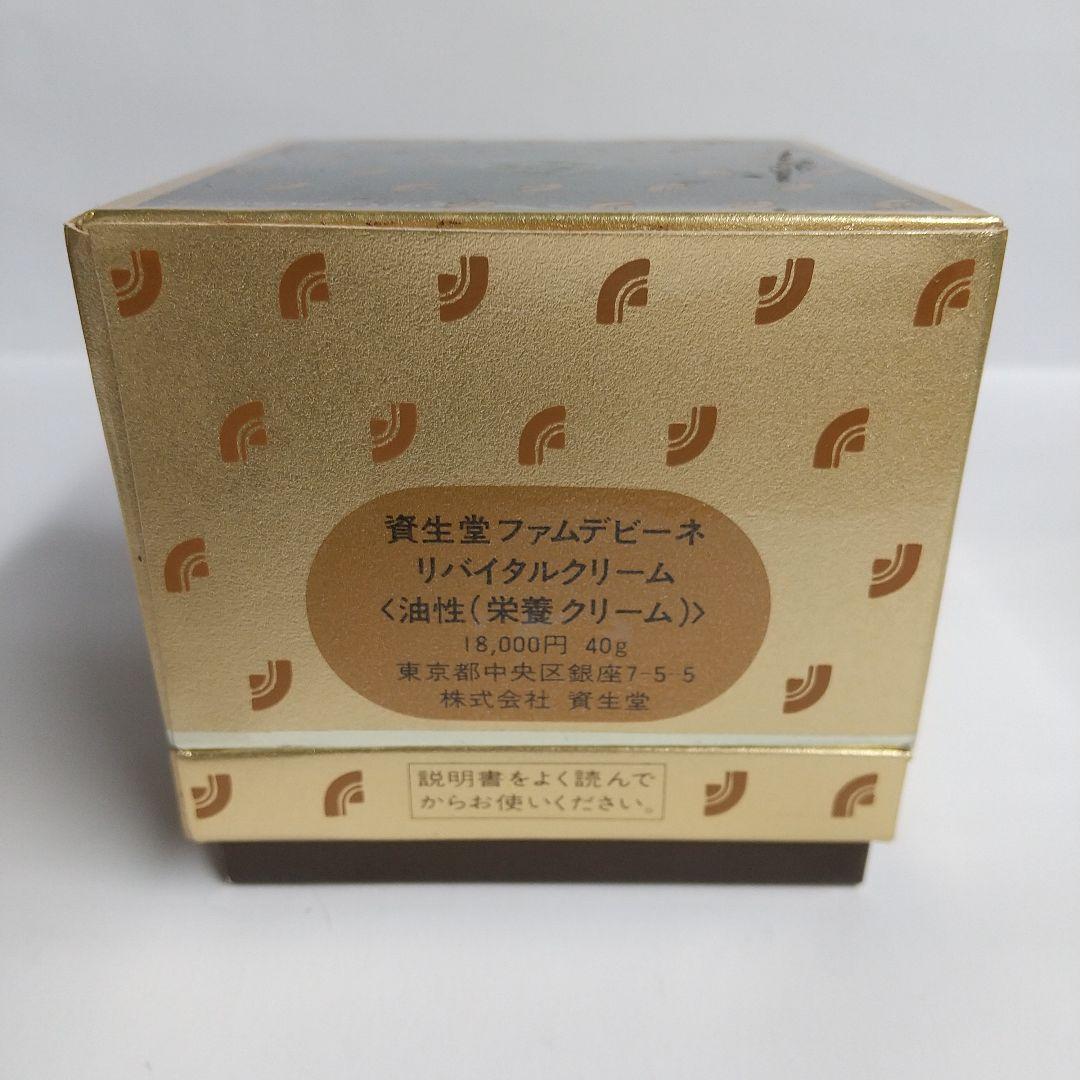 資生堂ファムデビーネ
リバイタルクリーム
<油性(栄養クリーム)>
18,000円 40g
東京都中央区銀座7-5-5
株式会社 資生堂
説明書をよく読んで
からお使いください。